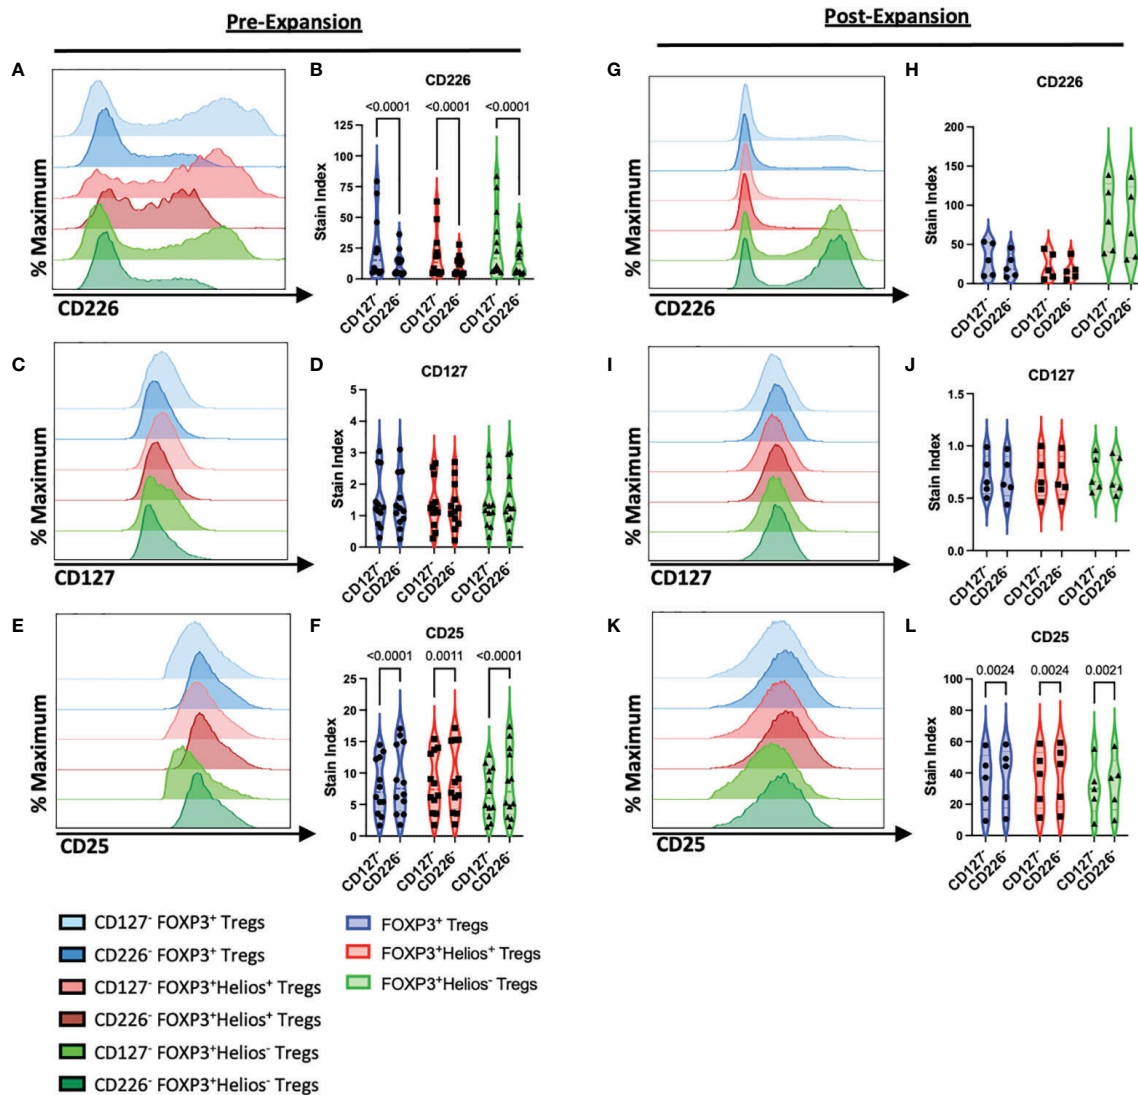 Pre-Expansion
Post-Expansion
A
% Maximum
CD226
B
CD226
<0.0001 <0.0001 <0.0001
Stain Index
125
100
75
50
25
0
CD127⁻ CD226⁻ CD127⁻ CD226⁻ CD127⁻ CD226⁻
G
% Maximum
CD226
H
CD226
Stain Index
200
150
100
50
0
CD127⁻ CD226⁻ CD127⁻ CD226⁻ CD127⁻ CD226⁻
C
% Maximum
CD127
D
CD127
Stain Index
5
4
3
2
1
0
CD127⁻ CD226⁻ CD127⁻ CD226⁻ CD127⁻ CD226⁻
I
% Maximum
CD127
J
CD127
Stain Index
1.5
1.0
0.5
0.0
CD127⁻ CD226⁻ CD127⁻ CD226⁻ CD127⁻ CD226⁻
E
% Maximum
CD25
F
CD25
<0.0001 0.0011 <0.0001
Stain Index
25
20
15
10
5
0
CD127⁻ CD226⁻ CD127⁻ CD226⁻ CD127⁻ CD226⁻
K
% Maximum
CD25
L
CD25
0.0024 0.0024 0.0021
Stain Index
100
80
60
40
20
0
CD127⁻ CD226⁻ CD127⁻ CD226⁻ CD127⁻ CD226⁻
CD127⁻ FOXP3⁺ Tregs
CD226⁻ FOXP3⁺ Tregs
CD127⁻ FOXP3⁺Helios⁺ Tregs
CD226⁻ FOXP3⁺Helios⁺ Tregs
CD127⁻ FOXP3⁺Helios⁻ Tregs
CD226⁻ FOXP3⁺Helios⁻ Tregs
FOXP3⁺ Tregs
FOXP3⁺Helios⁺ Tregs
FOXP3⁺Helios⁻ Tregs